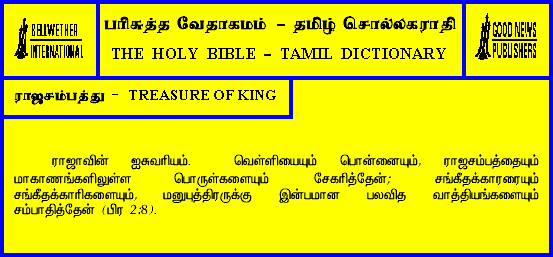 BELLWETHER
INTERNATIONAL
பரிசுத்த வேதாகமம் - தமிழ் சொல்லகராதி
THE HOLY BIBLE - TAMIL DICTIONARY
GOOD NEWS
PUBLISHERS
ராஜசம்பத்து - TREASURE OF KING
ராஜாவின் ஐசுவரியம். வெள்ளியையும் பொன்னையும், ராஜசம்பத்தையும்
மாகாணங்களிலுள்ள பொருள்களையும் சேகரித்தேன்; சங்கீதக்காரரையும்
சங்கீதக்காரிகளையும், மனுபுத்திரருக்கு இன்பமான பலவித வாத்தியங்களையும்
சம்பாதித்தேன் (பிர 2:8).